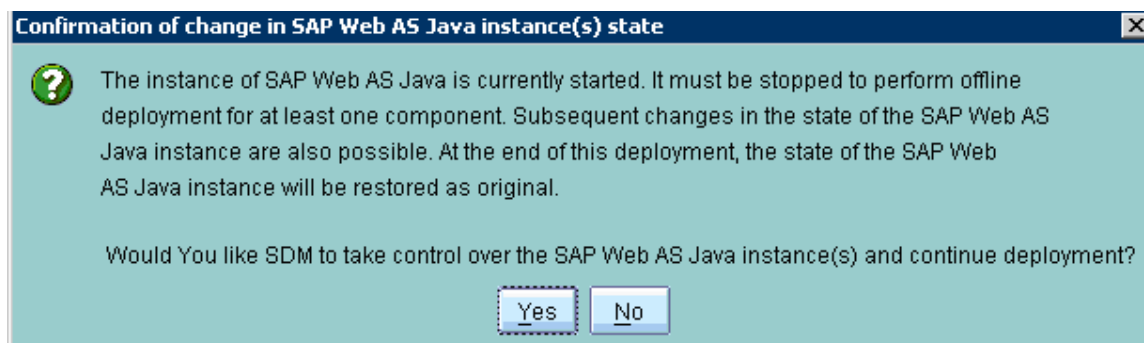 Confirmation of change in SAP Web AS Java instance(s) state
The instance of SAP Web AS Java is currently started. It must be stopped to perform offline
deployment for at least one component. Subsequent changes in the state of the SAP Web AS
Java instance are also possible. At the end of this deployment, the state of the SAP Web
AS Java instance will be restored as original.
Would You like SDM to take control over the SAP Web AS Java instance(s) and continue deployment?
Yes No